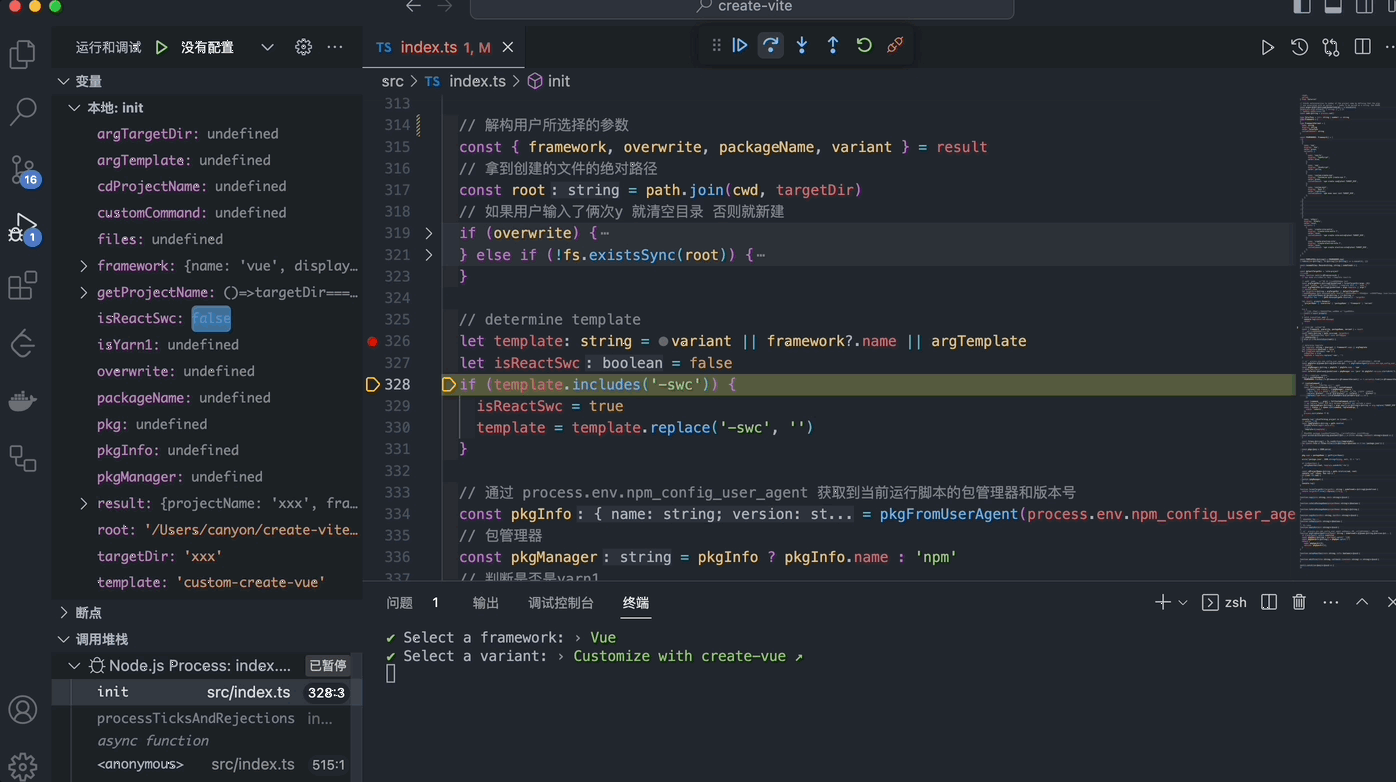 create-vite
运行和调试 没有配置
TS index.ts 1, M
src TS index.ts init
变量
本地: init
argTargetDir: undefined
argTemplate: undefined
cdProjectName: undefined
customCommand: undefined
files: undefined
framework: {name: 'vue', display…
getProjectName: ()=>targetDir===…
isReactSwc: false
isYarn1: undefined
overwrite: undefined
packageName: undefined
pkg: undefined
pkgInfo: undefined
pkgManager: undefined
result: {projectName: 'xxx', fra…
root: '/Users/canyon/create-vite…
targetDir: 'xxx'
template: 'custom-create-vue'
断点
调用堆栈
Node.js Process: index.... 已暂停
init src/index.ts 328:3
processTicksAndRejections in...
async function
<anonymous> src/index.ts 515:1
16
1
313
314 // 解构用户所选择的参数
315 const { framework, overwrite, packageName, variant } = result
316 // 拿到创建的文件的绝对路径
317 const root: string = path.join(cwd, targetDir)
318 // 如果用户输入了俩次y 就清空目录 否则就新建
319 if (overwrite) {…
321 } else if (!fs.existsSync(root)) {…
323 }
324
325 // determine template
326 let template: string = variant || framework?.name || argTemplate
327 let isReactSwc: boolean = false
328 if (template.includes('-swc')) {
329 isReactSwc = true
330 template = template.replace('-swc', '')
331 }
332
333 // 通过 process.env.npm_config_user_agent 获取到当前运行脚本的包管理器和版本号
334 const pkgInfo: { name: string; version: st... = pkgFromUserAgent(process.env.npm_config_user_age
335 // 包管理器
336 const pkgManager: string = pkgInfo ? pkgInfo.name : 'npm'
337 // 判断是否是yarn1
问题 1 输出 调试控制台 终端
zsh
✔ Select a framework: › Vue
✔ Select a variant: › Customize with create-vue ↗